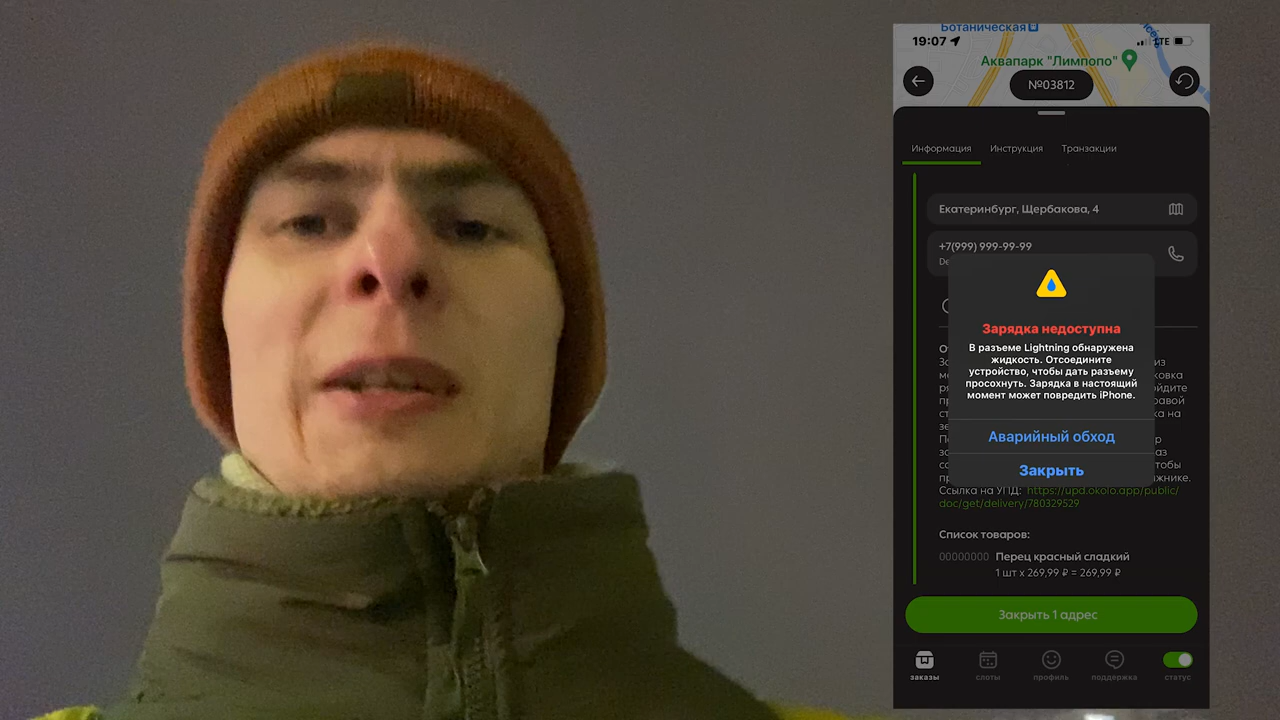 Ботаническая
19:07
LTE
Аквапарк "Лимпопо"
№03812
Информация Инструкция Транзакции
Екатеринбург, Щербакова, 4
+7(999) 999-99-99
Зарядка недоступна
В разъеме Lightning обнаружена
жидкость. Отсоедините
устройство, чтобы дать разъему
просохнуть. Зарядка в настоящий
момент может повредить iPhone.
Аварийный обход
Закрыть
Ссылка на УПД: https://upd.okolo.app/public/
doc/get/delivery/780329529
Список товаров:
00000000 Перец красный сладкий
1 шт х 269,99 ₽ = 269,99 ₽
Закрыть 1 адрес
заказы слоты профиль поддержка статус